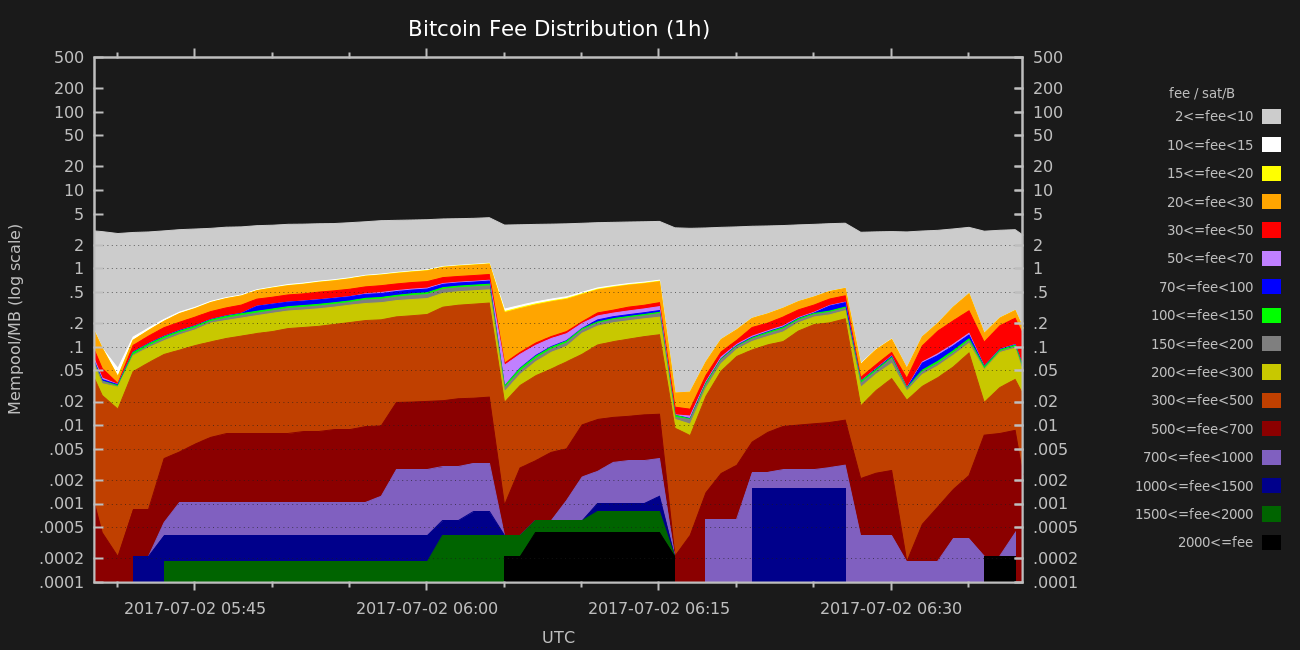 Bitcoin Fee Distribution (1h)
Mempool/MB (log scale)
500
200
100
50
20
10
5
2
1
.5
.2
.1
.05
.02
.01
.005
.002
.001
.0005
.0002
.0001
500
200
100
50
20
10
5
2
1
.5
.2
.1
.05
.02
.01
.005
.002
.001
.0005
.0002
.0001
2017-07-02 05:45
2017-07-02 06:00
2017-07-02 06:15
2017-07-02 06:30
UTC
fee / sat/B
2<=fee<10
10<=fee<15
15<=fee<20
20<=fee<30
30<=fee<50
50<=fee<70
70<=fee<100
100<=fee<150
150<=fee<200
200<=fee<300
300<=fee<500
500<=fee<700
700<=fee<1000
1000<=fee<1500
1500<=fee<2000
2000<=fee